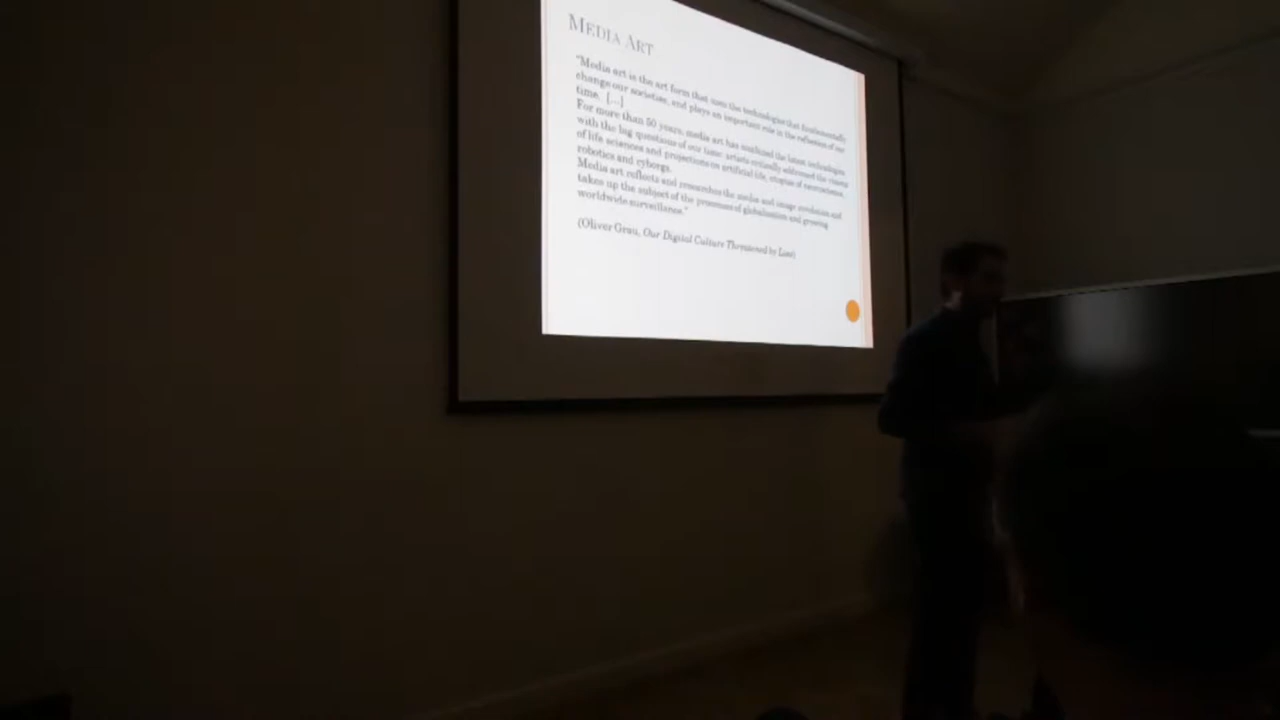 MEDIA ART
"Media art is the art form that uses the technologies that fundamentally
change our societies, and plays an important role in the reflection of our
time. [...]
For more than 50 years, media art has combined the latest technologies
with the big questions of our time: artists critically addressed the visions
of life sciences and projections on artificial life, utopias of neuroscience,
robotics and cyborgs.
Media art reflects and researches the media and image revolution and
takes up the subject of the processes of globalisation and growing
worldwide surveillance."
(Oliver Grau, Our Digital Culture Threatened by Loss)